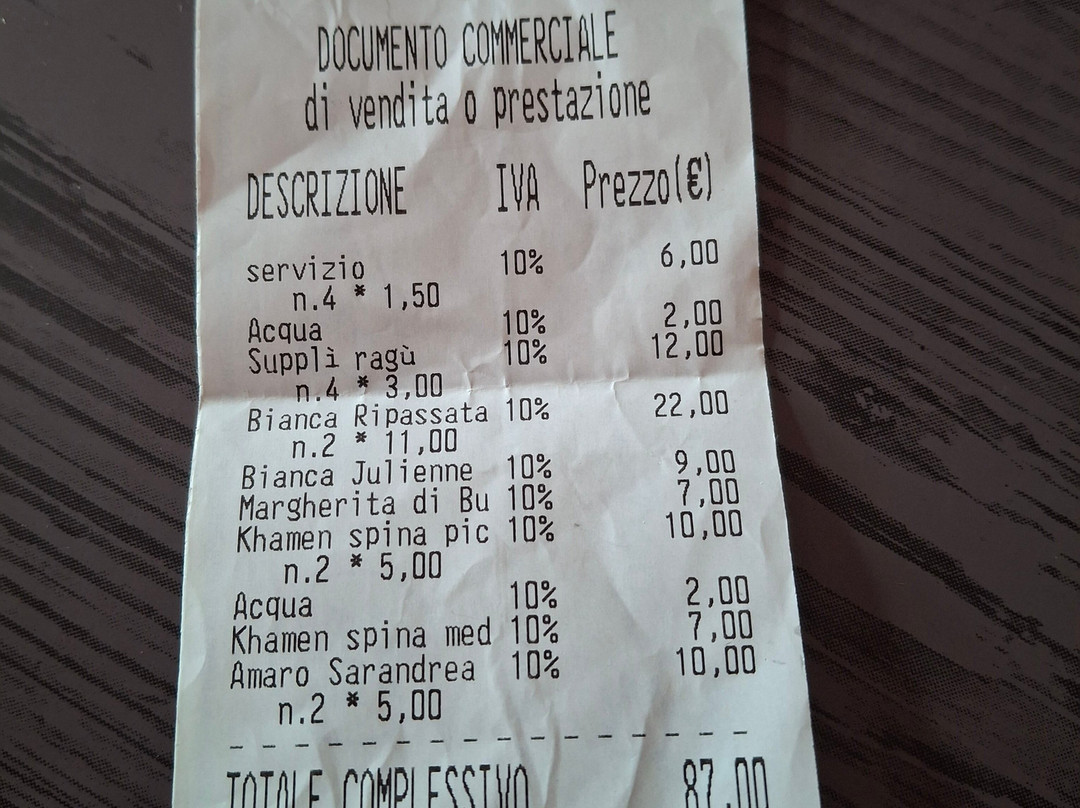 DOCUMENTO COMMERCIALE
di vendita o prestazione
DESCRIZIONE IVA Prezzo(€)
servizio 10% 6,00
n.4 * 1,50
Acqua 10% 2,00
Supplì ragù 10% 12,00
n.4 * 3,00
Bianca Ripassata 10% 22,00
n.2 * 11,00
Bianca Julienne 10% 9,00
Margherita di Bu 10% 7,00
Khamen spina pic 10% 10,00
n.2 * 5,00
Acqua 10% 2,00
Khamen spina med 10% 7,00
Amaro Sarandrea 10% 10,00
n.2 * 5,00
TOTALE COMPLESSIVO 87,00